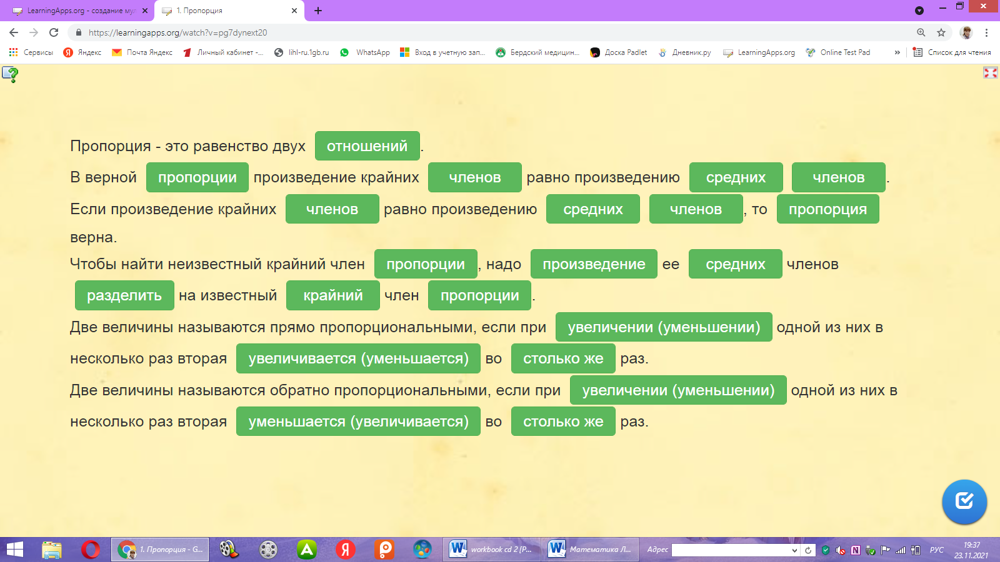 LearningApps.org - создание мул
1. Пропорция
https://learningapps.org/watch?v=pg7dynext20
Сервисы Яндекс Почта Яндекс Личный кабинет -... lihl-ru.1gb.ru WhatsApp Вход в учетную зап... Бердский медицин... Доска Padlet Дневник.ру LearningApps.org Online Test Pad » Список для чтения
Пропорция - это равенство двух отношений.
В верной пропорции произведение крайних членов равно произведению средних членов.
Если произведение крайних членов равно произведению средних членов, то пропорция
верна.
Чтобы найти неизвестный крайний член пропорции, надо произведение ее средних членов
разделить на известный крайний член пропорции.
Две величины называются прямо пропорциональными, если при увеличении (уменьшении) одной из них в
несколько раз вторая увеличивается (уменьшается) во столько же раз.
Две величины называются обратно пропорциональными, если при увеличении (уменьшении) одной из них в
несколько раз вторая уменьшается (увеличивается) во столько же раз.
1. Пропорция - G... workbook cd 2 [P... Математика Л... Адрес РУС 19:37
23.11.2021